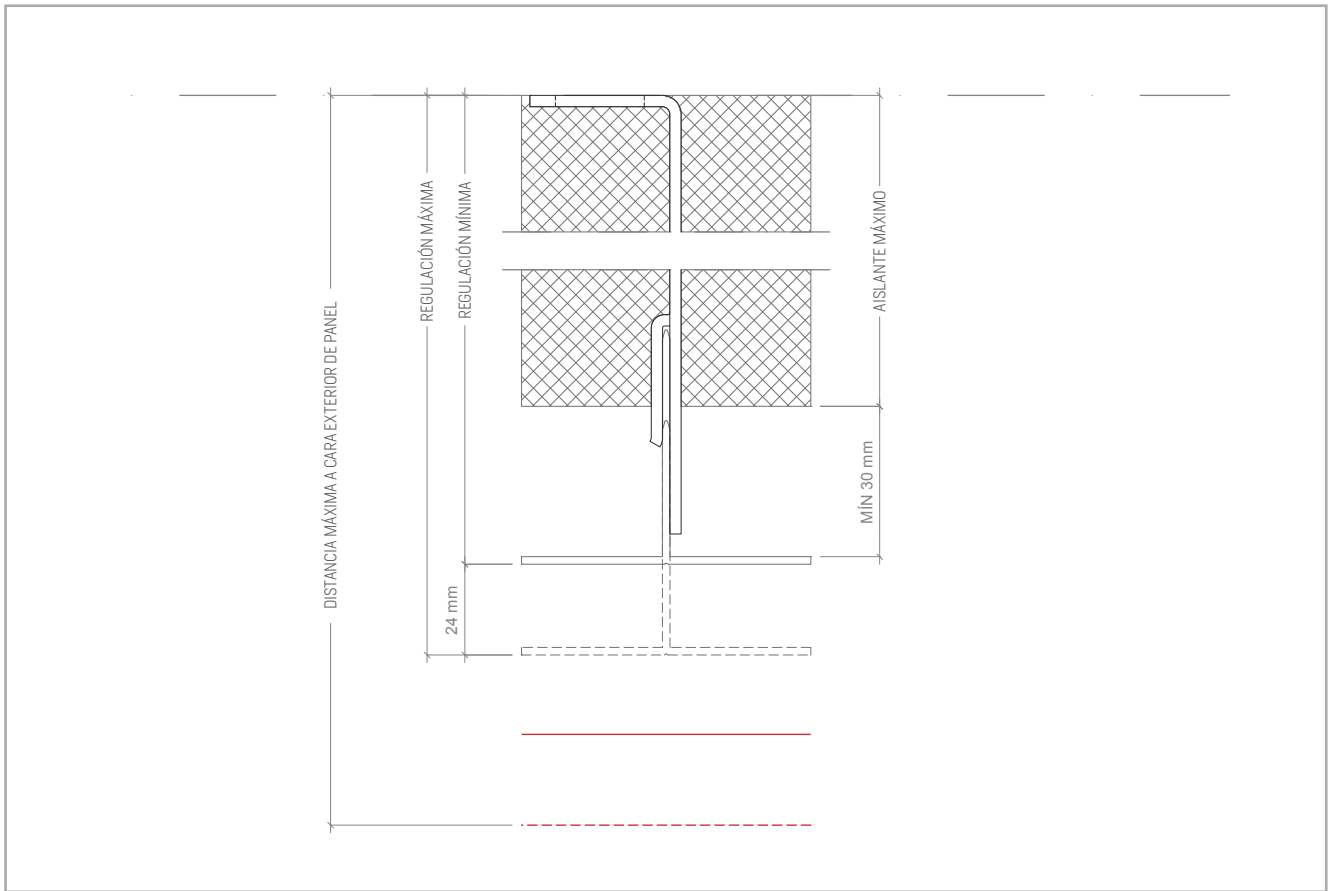 DISTANCIA MÁXIMA A CARA EXTERIOR DE PANEL
REGULACIÓN MÁXIMA
REGULACIÓN MÍNIMA
24 mm
AISLANTE MÁXIMO
MÍN 30 mm